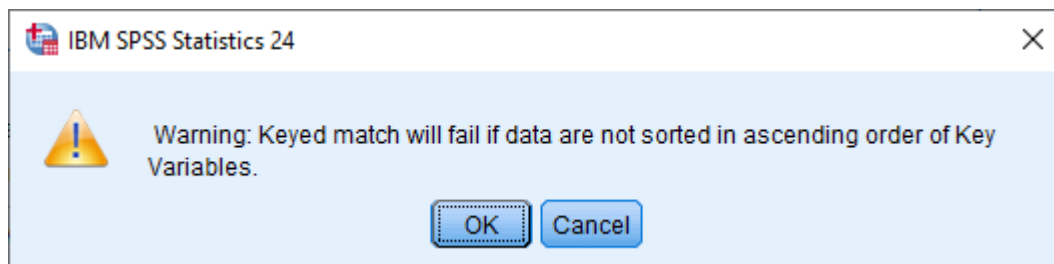 IBM SPSS Statistics 24
Warning: Keyed match will fail if data are not sorted in ascending order of Key
Variables.
OK Cancel